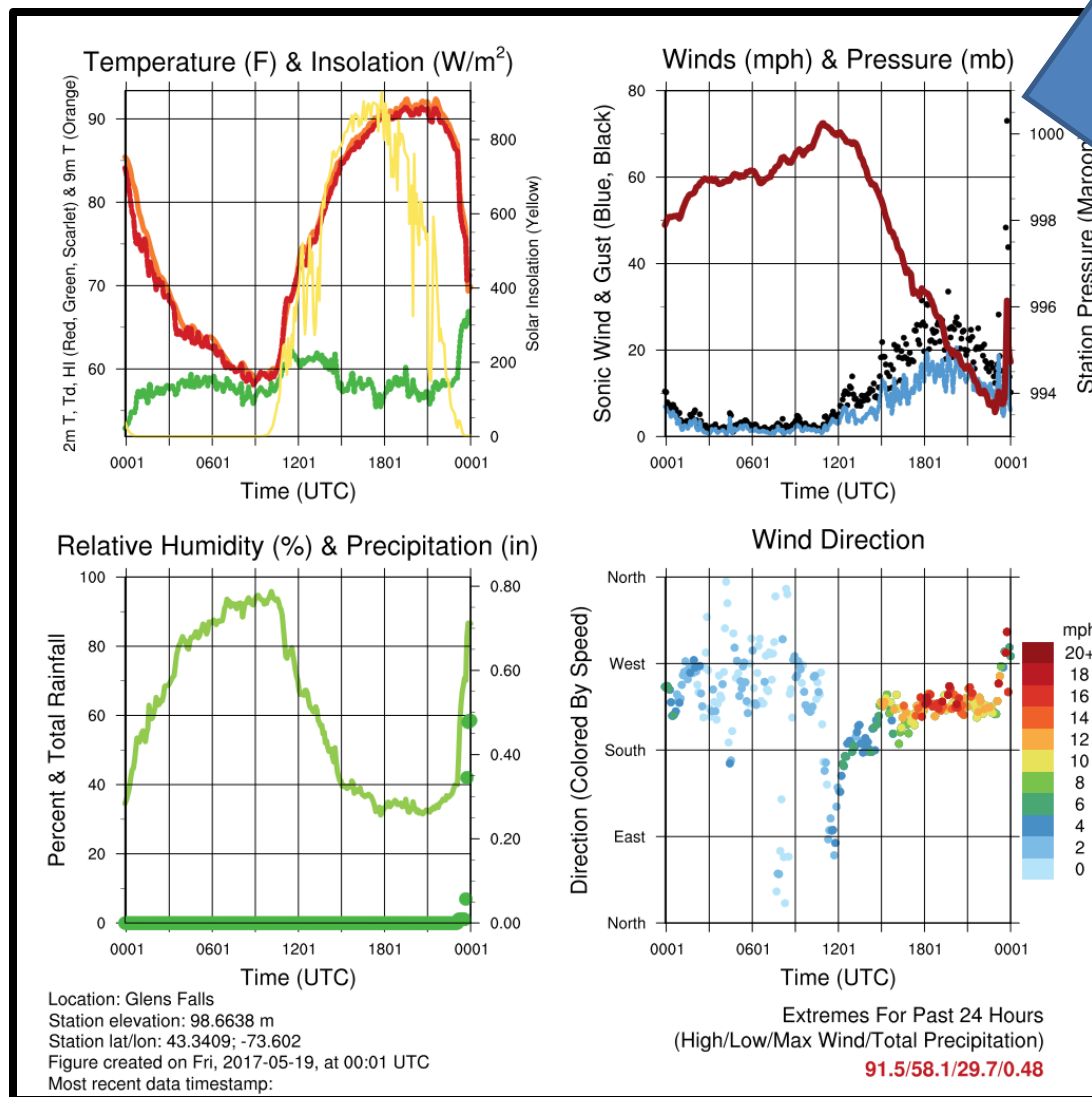 Temperature (F) & Insolation (W/m²)
2m T, Td, HI (Red, Green, Scarlet) & 9m T (Orange)
90
80
70
60
800
600
400
200
0
Solar Insolation (Yellow)
0001 0601 1201 1801 0001
Time (UTC)
Winds (mph) & Pressure (mb)
Sonic Wind & Gust (Blue, Black)
80
60
40
20
0
1000
998
996
994
Station Pressure (Maroon
0001 0601 1201 1801 0001
Time (UTC)
Relative Humidity (%) & Precipitation (in)
Percent & Total Rainfall
100
80
60
40
20
0
0.80
0.60
0.40
0.20
0.00
0001 0601 1201 1801 0001
Time (UTC)
Wind Direction
Direction (Colored By Speed)
North
West
South
East
North
0001 0601 1201 1801 0001
Time (UTC)
mph
20+
18
16
14
12
10
8
6
4
2
0
Location: Glens Falls
Station elevation: 98.6638 m
Station lat/lon: 43.3409; -73.602
Figure created on Fri, 2017-05-19, at 00:01 UTC
Most recent data timestamp:
Extremes For Past 24 Hours
(High/Low/Max Wind/Total Precipitation)
91.5/58.1/29.7/0.48